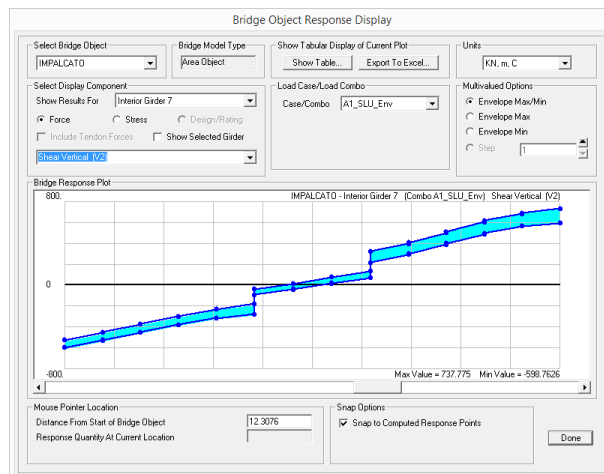 Bridge Object Response Display
Select Bridge Object
IMPALCATO
Bridge Model Type
Area Object
Show Tabular Display of Current Plot
Show Table...
Export To Excel...
Units
KN, m, C
Select Display Component
Show Results For
Interior Girder 7
Force
Stress
Design/Rating
Include Tendon Forces
Show Selected Girder
Shear Vertical (V2)
Load Case/Load Combo
Case/Combo
A1_SLU_Env
Multivalued Options
Envelope Max/Min
Envelope Max
Envelope Min
Step
1
Bridge Response Plot
800.
IMPALCATO - Interior Girder 7 (Combo A1_SLU_Env) Shear Vertical (V2)
0
-800.
Max Value = 737.775 Min Value = -598.7626
Mouse Pointer Location
Distance From Start of Bridge Object
12.3076
Response Quantity At Current Location
Snap Options
Snap to Computed Response Points
Done